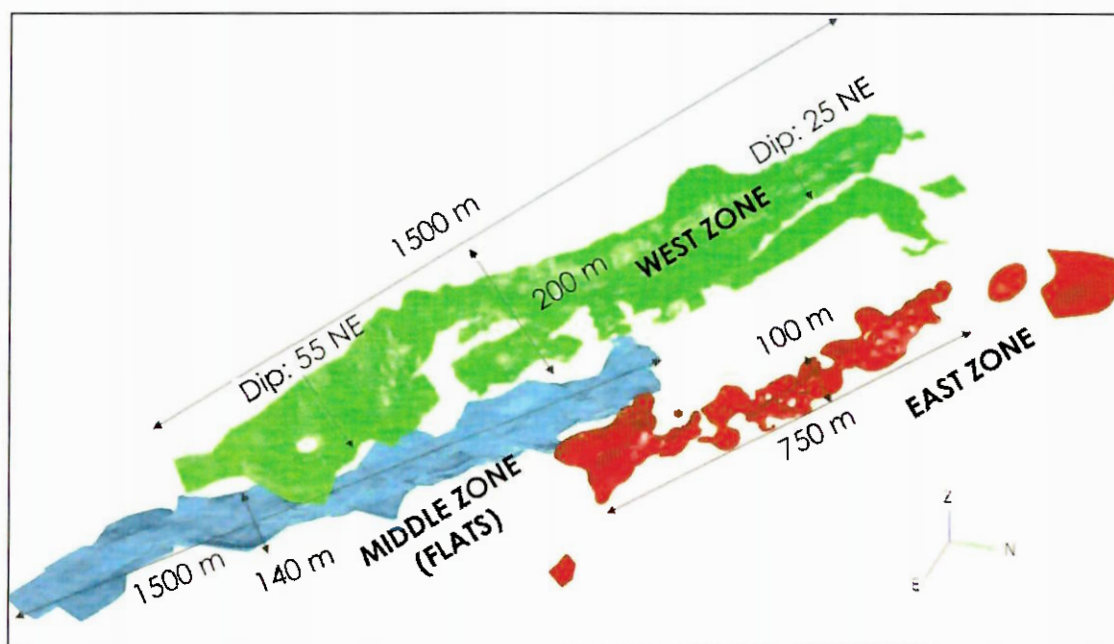 1500 m
Dip: 25 NE
WEST ZONE
200 m
Dip: 55 NE
100 m
EAST ZONE
750 m
MIDDLE ZONE
(FLATS)
1500 m
140 m
Z
N
E